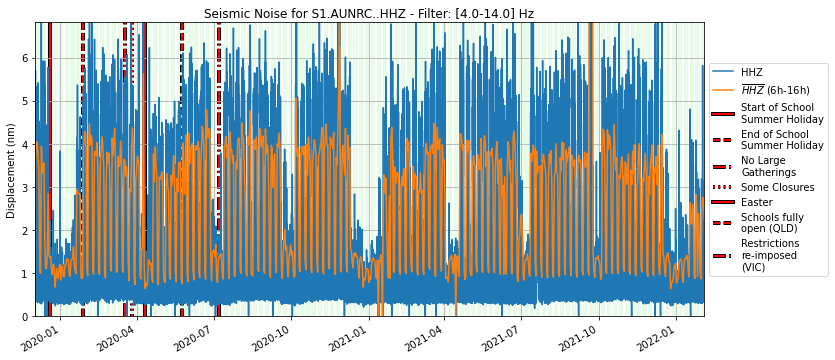 Seismic Noise for S1.AUNRC..HHZ - Filter: [4.0-14.0] Hz
Displacement (nm)
6
5
4
3
2
1
0
2020-01
2020-04
2020-07
2020-10
2021-01
2021-04
2021-07
2021-10
2022-01
HHZ
HHZ (6h-16h)
Start of School
Summer Holiday
End of School
Summer Holiday
No Large
Gatherings
Some Closures
Easter
Schools fully
open (QLD)
Restrictions
re-imposed
(VIC)